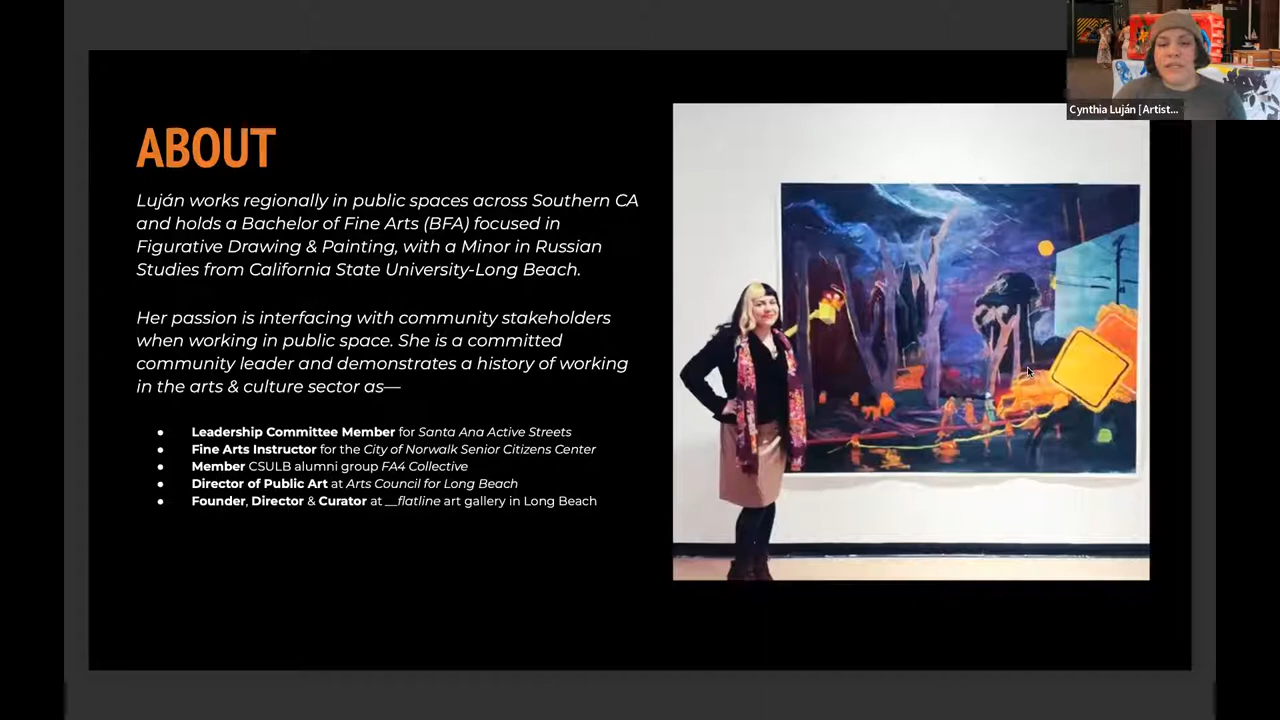 Cynthia Luján [Artist...
ABOUT
Luján works regionally in public spaces across Southern CA
and holds a Bachelor of Fine Arts (BFA) focused in
Figurative Drawing & Painting, with a Minor in Russian
Studies from California State University-Long Beach.
Her passion is interfacing with community stakeholders
when working in public space. She is a committed
community leader and demonstrates a history of working
in the arts & culture sector as—
● Leadership Committee Member for Santa Ana Active Streets
● Fine Arts Instructor for the City of Norwalk Senior Citizens Center
● Member CSULB alumni group FA4 Collective
● Director of Public Art at Arts Council for Long Beach
● Founder, Director & Curator at __flatline art gallery in Long Beach